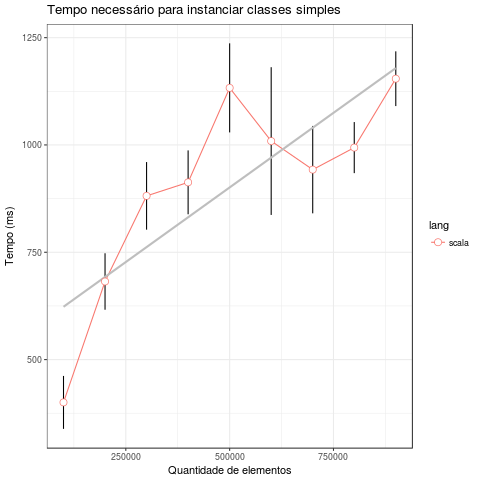 Tempo necessário para instanciar classes simples
1250
1000
750
500
Tempo (ms)
250000
500000
750000
Quantidade de elementos
lang
scala